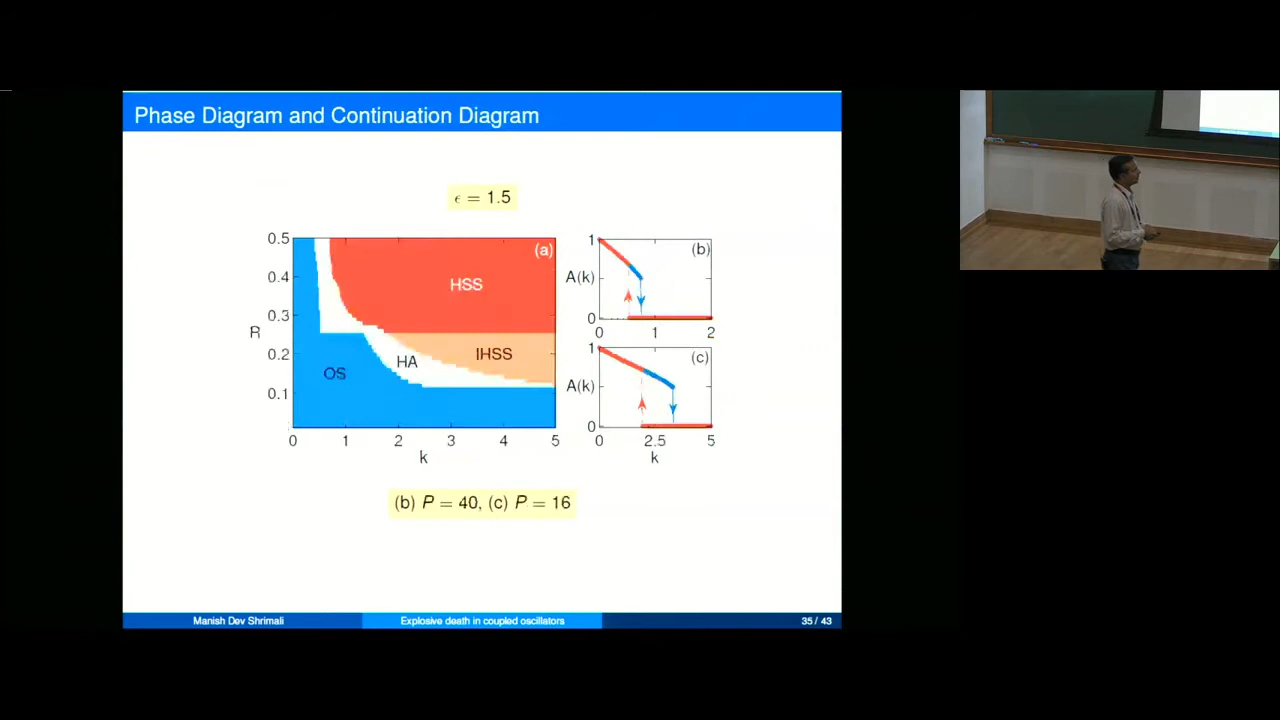 Phase Diagram and Continuation Diagram
ϵ = 1.5
0.5
0.4
0.3
0.2
0.1
R
(a)
HSS
IHSS
HA
OS
0 1 2 3 4 5
k
1
A(k)
0
(b)
0 1 2
1
A(k)
0
(c)
0 2.5 5
k
(b) P = 40, (c) P = 16
Manish Dev Shrimali Explosive death in coupled oscillators 35 / 43